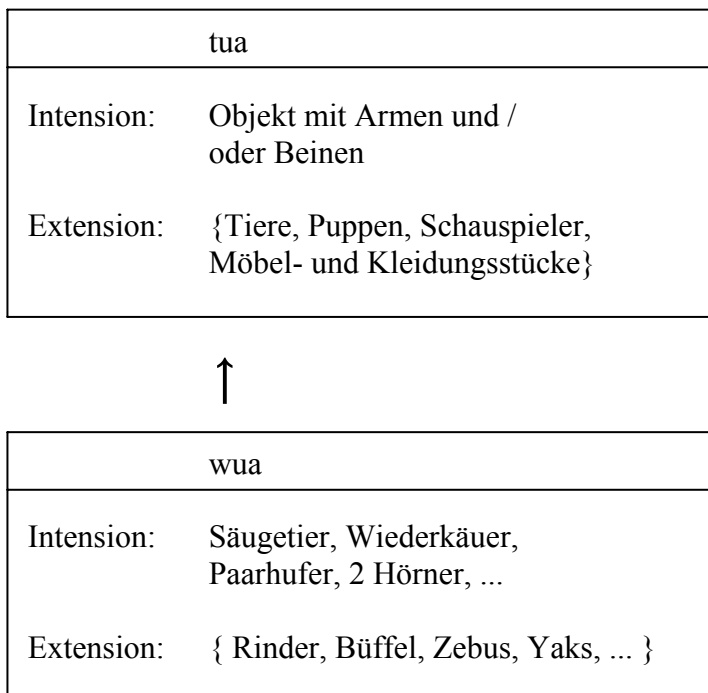 tua
Intension: Objekt mit Armen und /
oder Beinen
Extension: {Tiere, Puppen, Schauspieler,
Möbel- und Kleidungsstücke}
↑
wua
Intension: Säugetier, Wiederkäuer,
Paarhufer, 2 Hörner, ...
Extension: { Rinder, Büffel, Zebus, Yaks, ... }